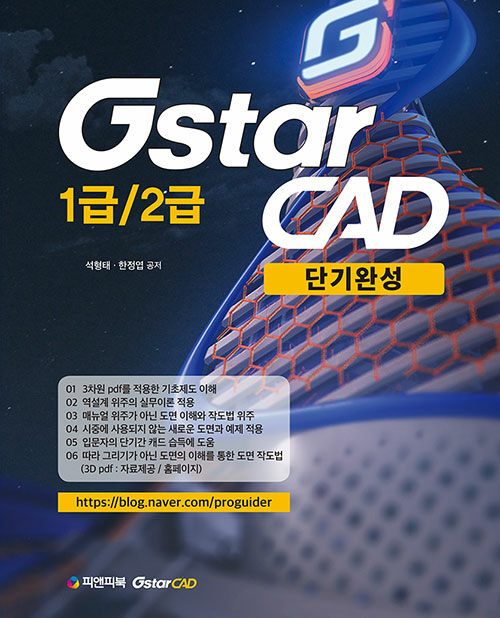 Gstar
CAD
1급/2급
석형태 · 한정엽 공저
단기완성
01 3차원 pdf를 적용한 기초제도 이해
02 역설계 위주의 실무이론 적용
03 매뉴얼 위주가 아닌 도면 이해와 작도법 위주
04 시중에 사용되지 않는 새로운 도면과 예제 적용
05 입문자의 단기간 캐드 습득에 도움
06 따라 그리기가 아닌 도면의 이해를 통한 도면 작도법
(3D pdf : 자료제공 / 홈페이지)
https://blog.naver.com/proguider
피앤피북 GstarCAD